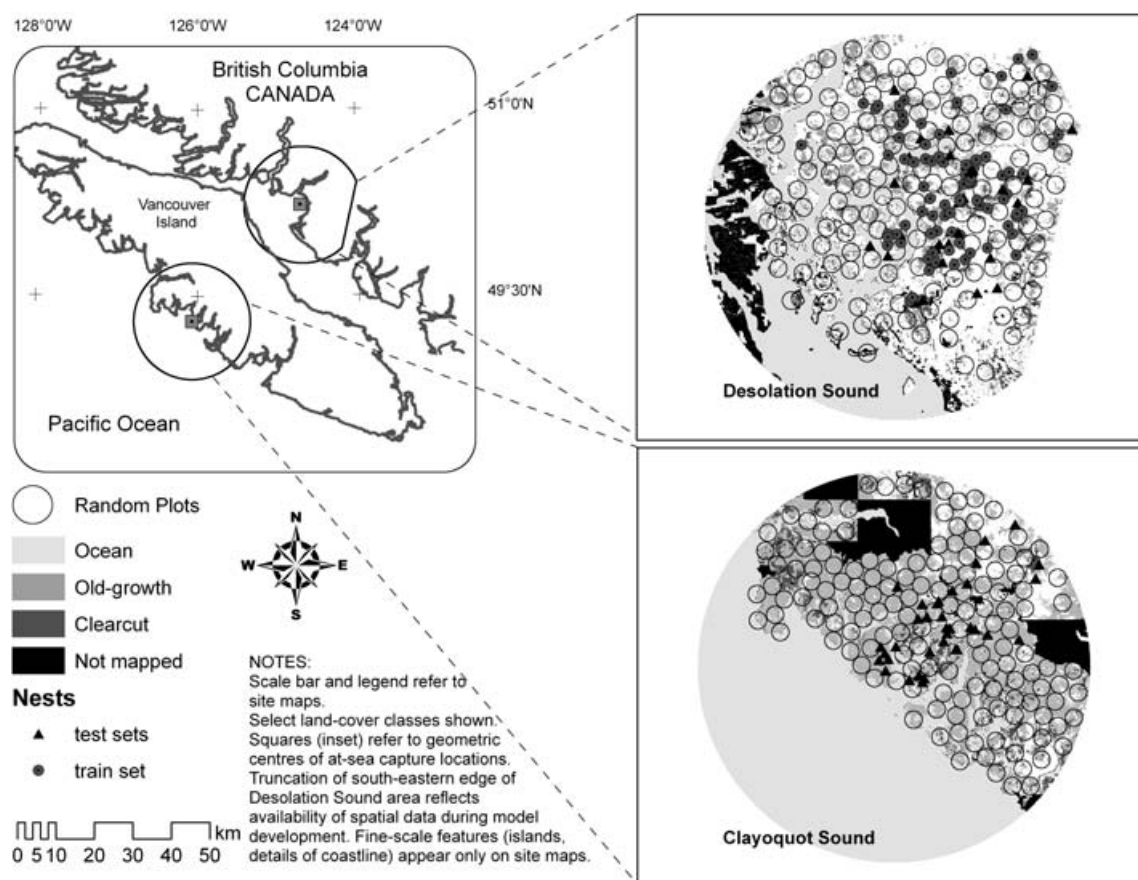 128°0'W
126°0'W
124°0'W
British Columbia
CANADA
51°0'N
Vancouver
Island
49°30'N
Pacific Ocean
Desolation Sound
Random Plots
Ocean
Old-growth
Clearcut
Not mapped
Nests
test sets
train set
N
W
E
S
NOTES:
Scale bar and legend refer to
site maps.
Select land-cover classes shown.
Squares (inset) refer to geometric
centres of at-sea capture locations.
Truncation of south-eastern edge of
Desolation Sound area reflects
availability of spatial data during model
development. Fine-scale features (islands,
details of coastline) appear only on site maps.
km
0 5 10 20 30 40 50
Clayoquot Sound